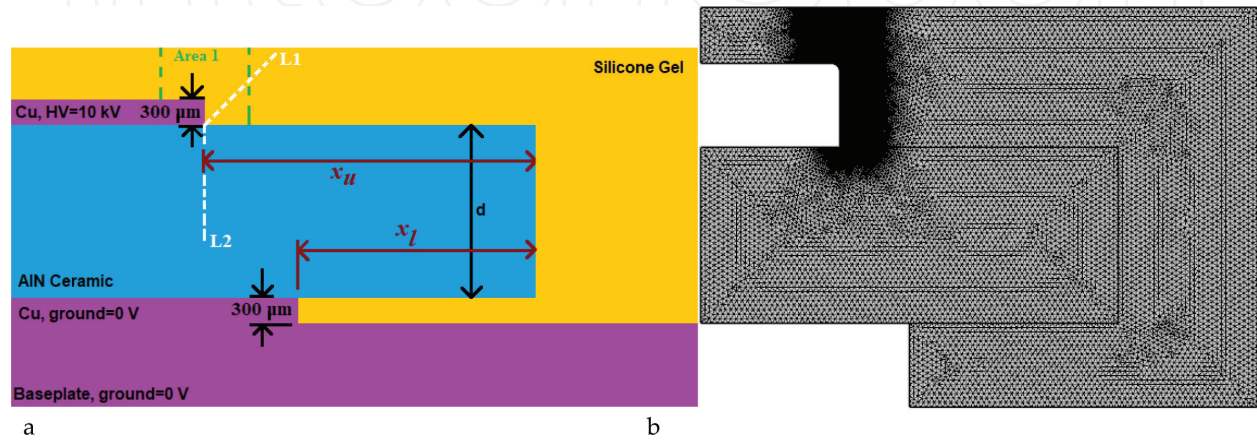 Area 1
L1
Silicone Gel
Cu, HV=10 kV
300 μm
x_u
d
L2
x_l
AlN Ceramic
Cu, ground=0 V
300 μm
Baseplate, ground=0 V
a
b